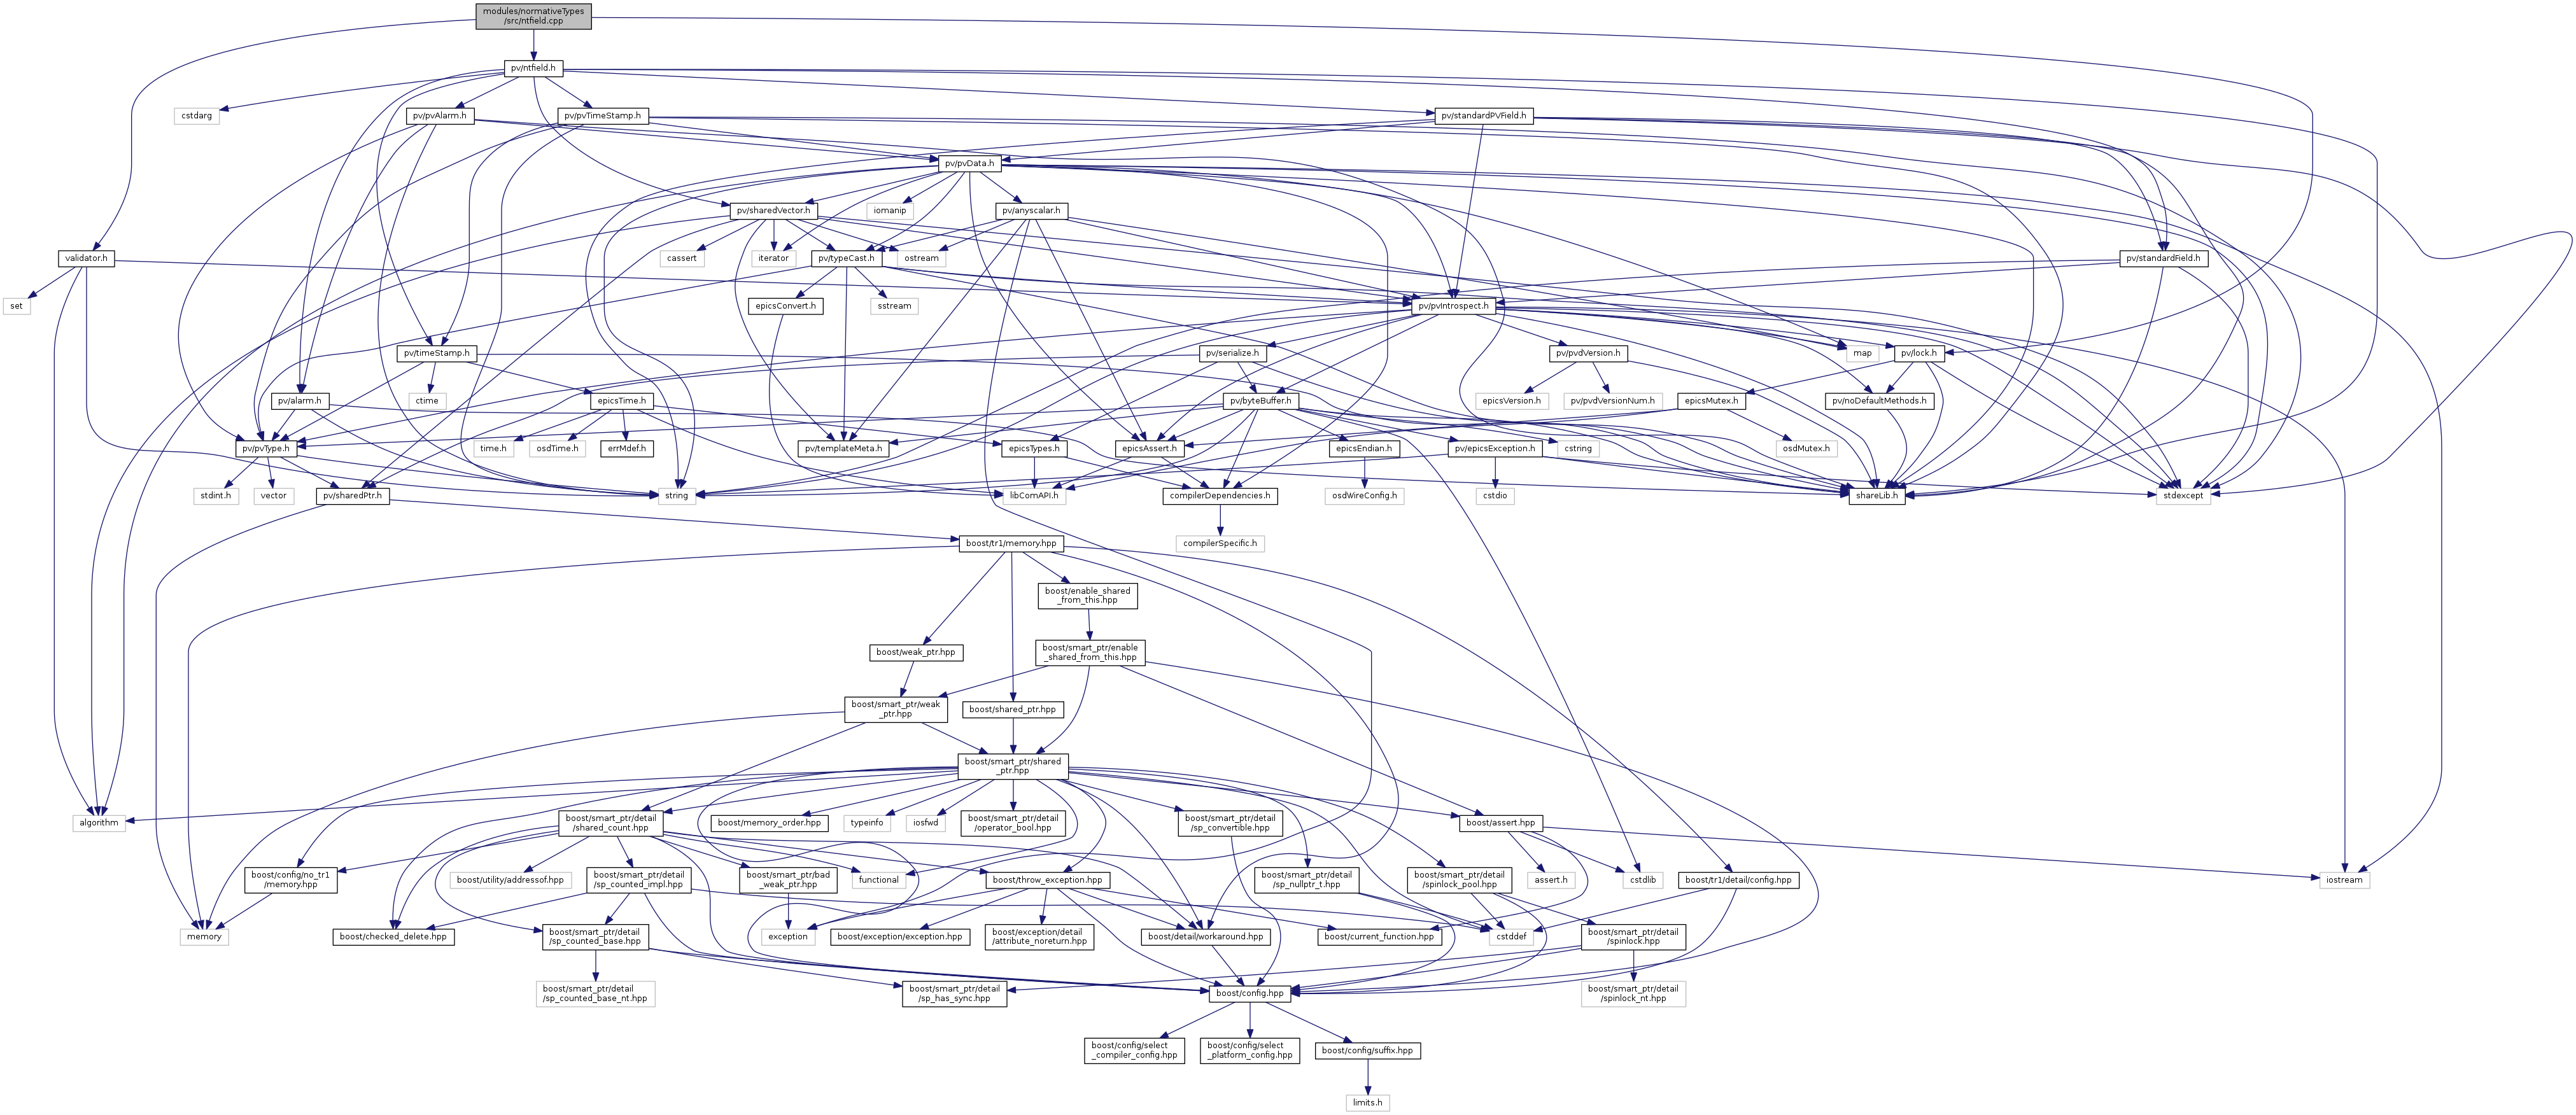 modules/normativeTypes
/src/ntfield.cpp
pv/ntfield.h
cstdarg
pv/pvAlarm.h
pv/pvTimeStamp.h
pv/standardPVField.h
pv/pvData.h
pv/sharedVector.h
iomanip
pv/anyscalar.h
validator.h
cassert
iterator
pv/typeCast.h
ostream
pv/standardField.h
set
epicsConvert.h
sstream
pv/pvIntrospect.h
pv/timeStamp.h
pv/serialize.h
pv/pvdVersion.h
map
pv/lock.h
pv/alarm.h
ctime
epicsTime.h
pv/byteBuffer.h
epicsVersion.h
pv/pvdVersionNum.h
epicsMutex.h
pv/noDefaultMethods.h
pv/pvType.h
time.h
osdTime.h
errMdef.h
pv/templateMeta.h
epicsTypes.h
epicsAssert.h
epicsEndian.h
pv/epicsException.h
cstring
osdMutex.h
stdint.h
vector
pv/sharedPtr.h
string
libComAPI.h
compilerDependencies.h
osdWireConfig.h
cstdio
shareLib.h
stdexcept
boost/tr1/memory.hpp
compilerSpecific.h
boost/enable_shared
_from_this.hpp
boost/weak_ptr.hpp
boost/smart_ptr/enable
_shared_from_this.hpp
boost/smart_ptr/weak
_ptr.hpp
boost/shared_ptr.hpp
boost/smart_ptr/shared
_ptr.hpp
algorithm
boost/smart_ptr/detail
/shared_count.hpp
boost/memory_order.hpp
typeinfo
iosfwd
boost/smart_ptr/detail
/operator_bool.hpp
boost/smart_ptr/detail
/sp_convertible.hpp
boost/assert.hpp
boost/config/no_tr1
/memory.hpp
boost/utility/addressof.hpp
boost/smart_ptr/detail
/sp_counted_impl.hpp
boost/smart_ptr/bad
_weak_ptr.hpp
functional
boost/throw_exception.hpp
boost/smart_ptr/detail
/sp_nullptr_t.hpp
boost/smart_ptr/detail
/spinlock_pool.hpp
assert.h
cstdlib
boost/tr1/detail/config.hpp
iostream
memory
boost/checked_delete.hpp
boost/smart_ptr/detail
/sp_counted_base.hpp
exception
boost/exception/exception.hpp
boost/exception/detail
/attribute_noreturn.hpp
boost/detail/workaround.hpp
boost/current_function.hpp
cstddef
boost/smart_ptr/detail
/spinlock.hpp
boost/smart_ptr/detail
/sp_counted_base_nt.hpp
boost/smart_ptr/detail
/sp_has_sync.hpp
boost/config.hpp
boost/smart_ptr/detail
/spinlock_nt.hpp
boost/config/select
_compiler_config.hpp
boost/config/select
_platform_config.hpp
boost/config/suffix.hpp
limits.h